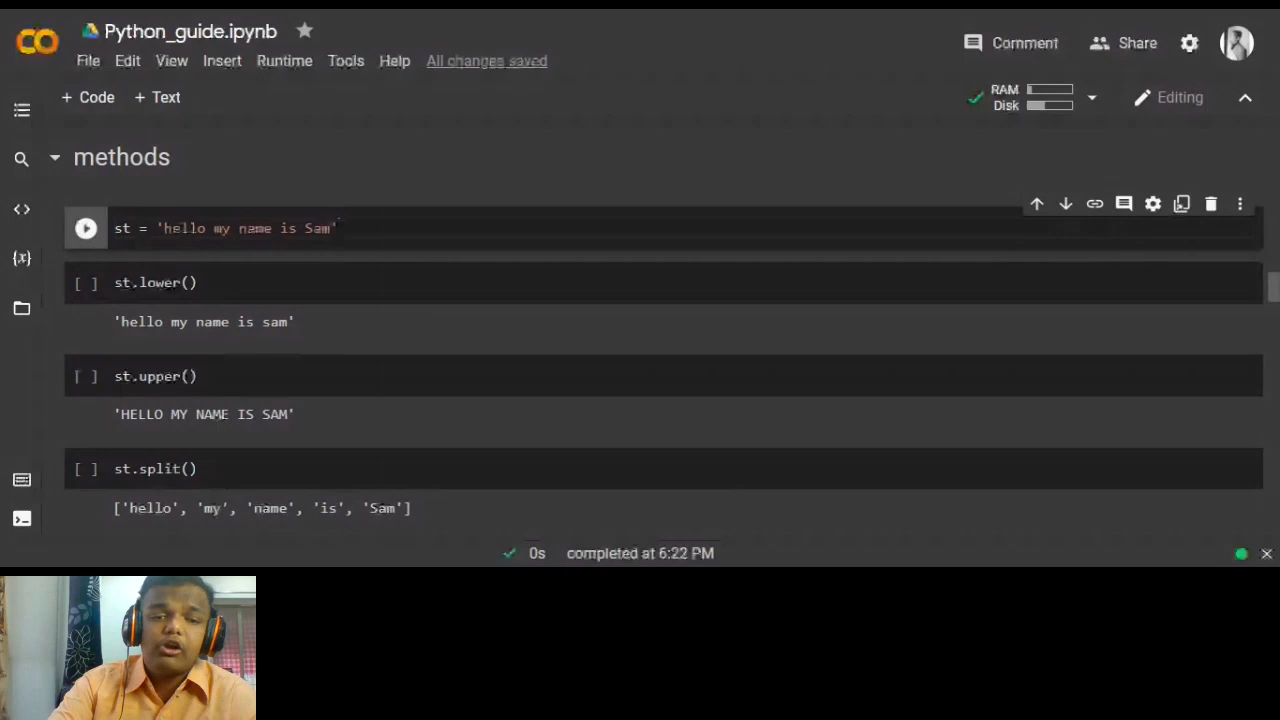 Python_guide.ipynb
File Edit View Insert Runtime Tools Help All changes saved
Comment Share
+ Code + Text
RAM
Disk
Editing
methods
st = 'hello my name is Sam'
[ ] st.lower()
'hello my name is sam'
[ ] st.upper()
'HELLO MY NAME IS SAM'
[ ] st.split()
['hello', 'my', 'name', 'is', 'Sam']
0s completed at 6:22 PM